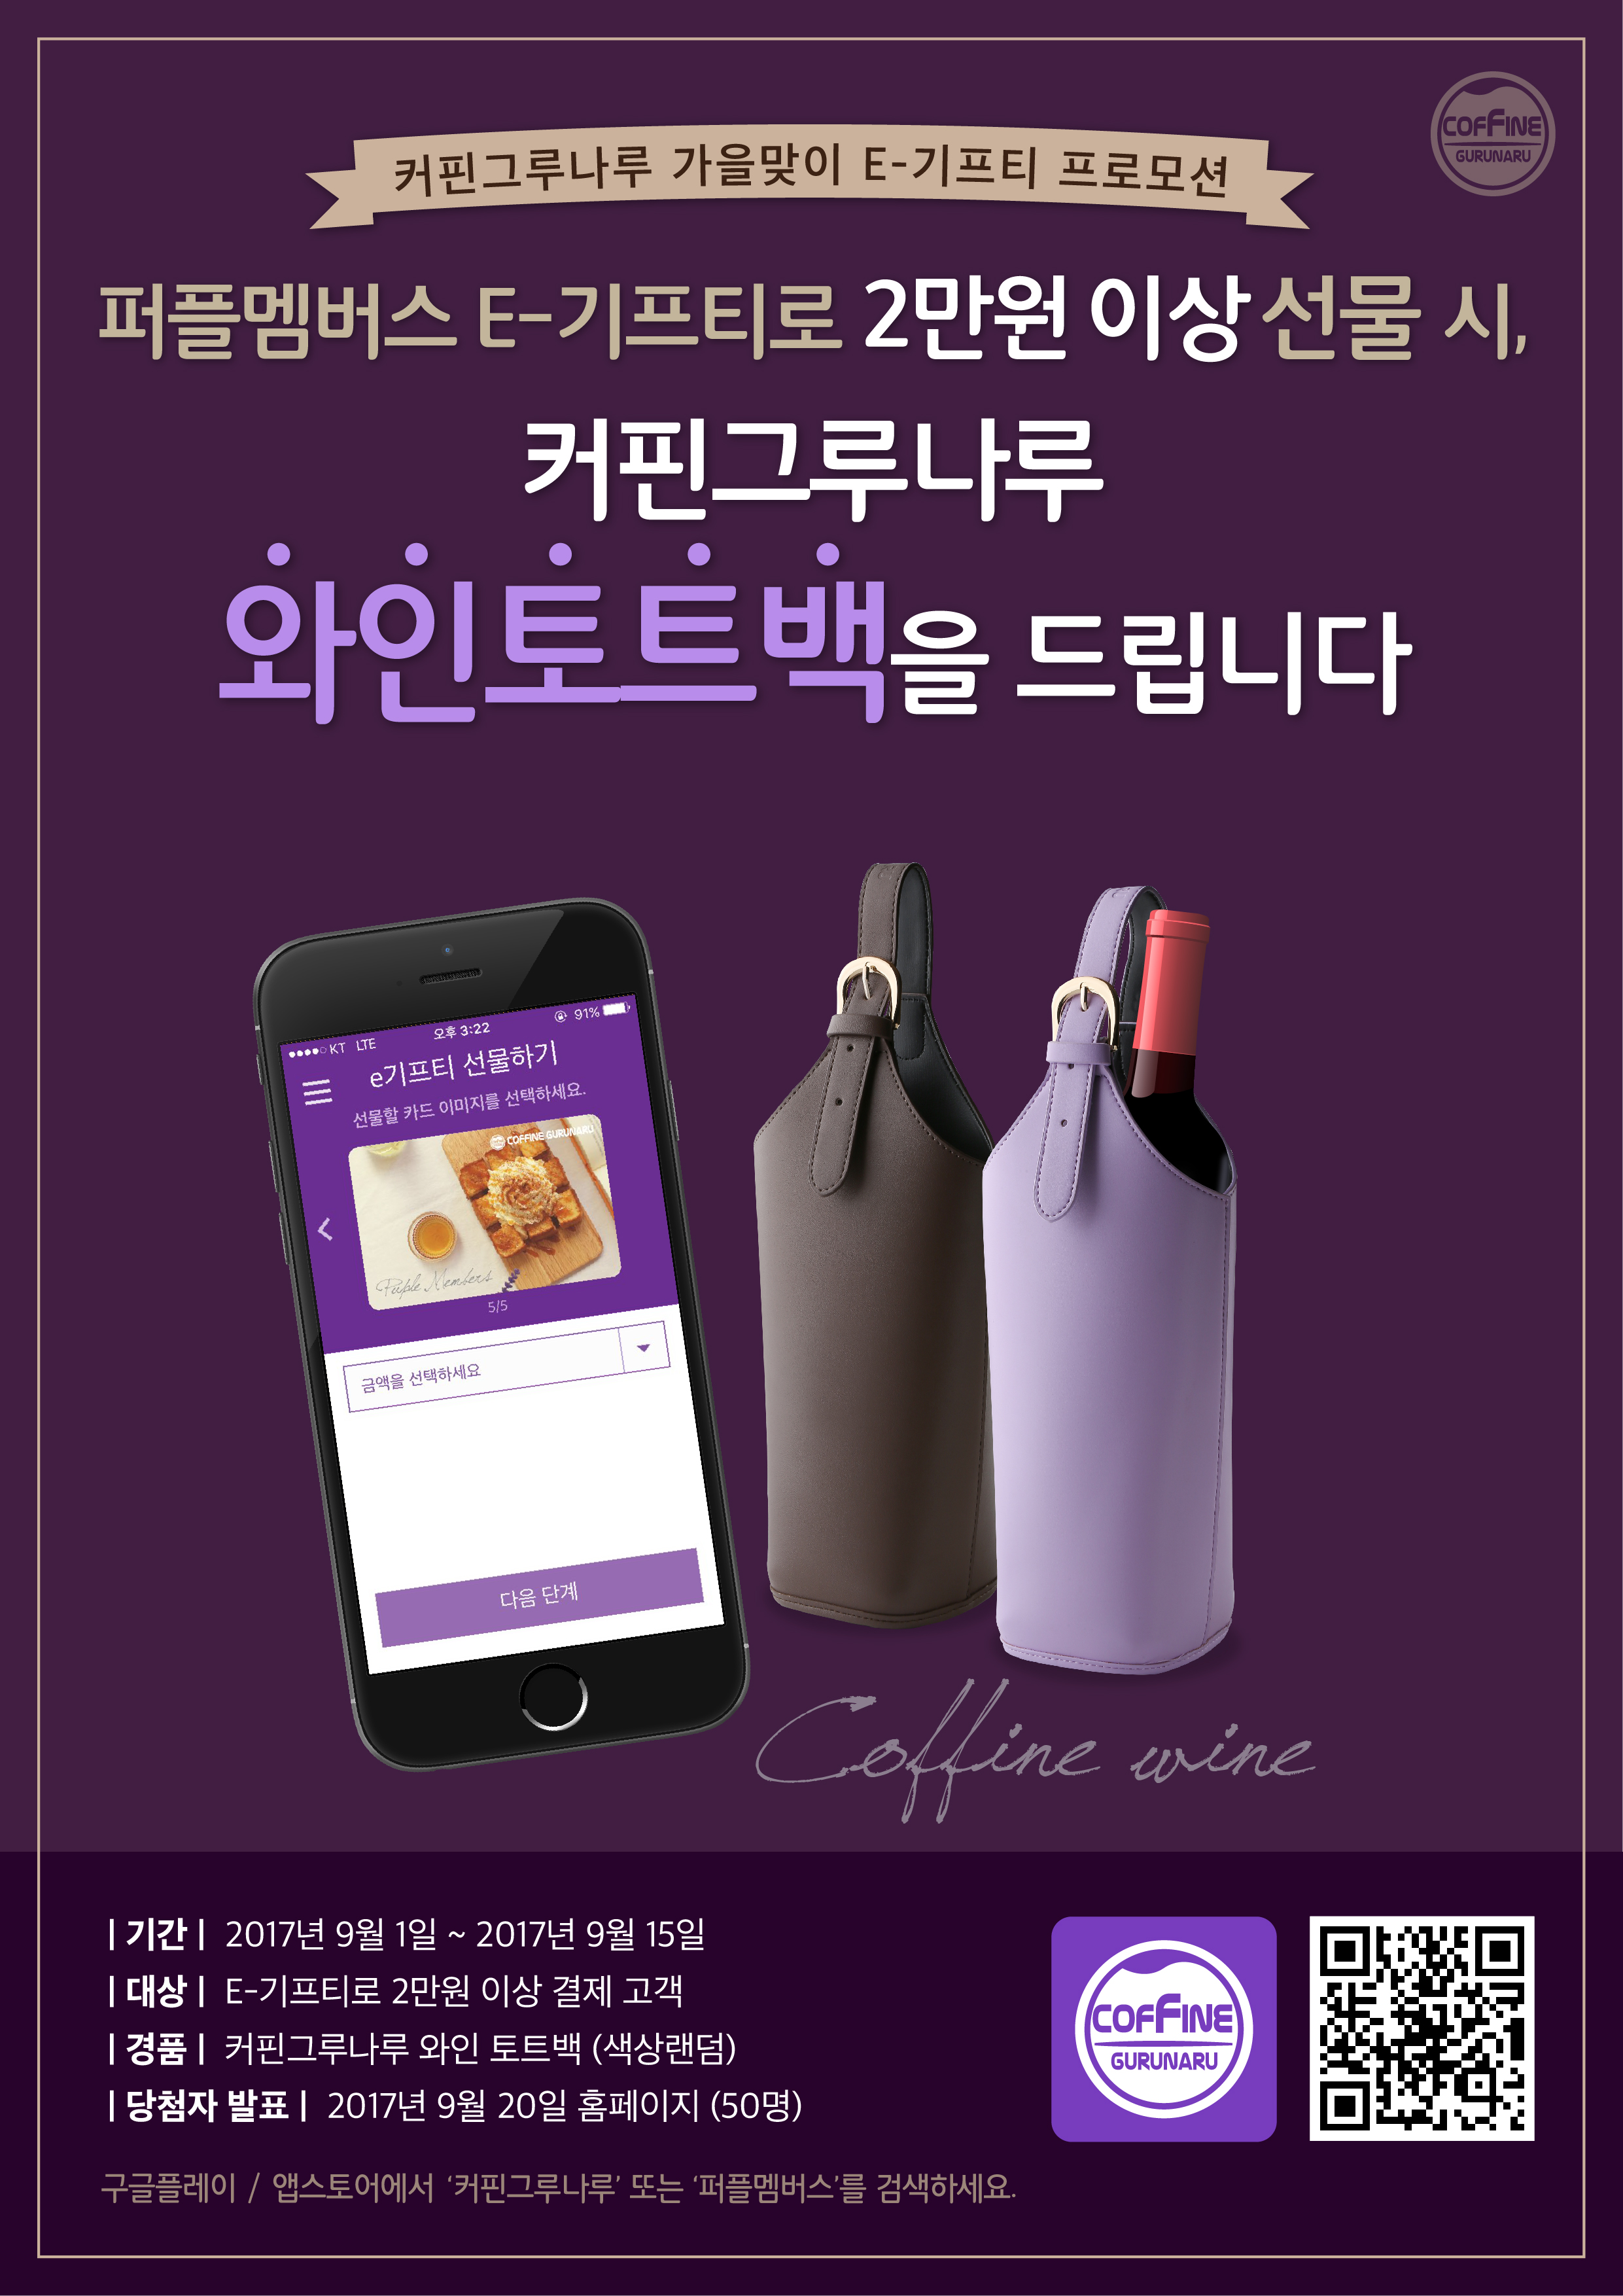 COFFINE
GURUNARU
커핀그루나루 가을맞이 E-기프티 프로모션
퍼플멤버스 E-기프티로 2만원 이상 선물 시,
커핀그루나루
와인토트백을 드립니다
KT LTE 오후 3:22 91%
e기프티 선물하기
선물할 카드 이미지를 선택하세요.
COFFINE GURUNARU
Puple Members
5/5
금액을 선택하세요
다음 단계
Coffine wine
| 기간 | 2017년 9월 1일 ~ 2017년 9월 15일
| 대상 | E-기프티로 2만원 이상 결제 고객
| 경품 | 커핀그루나루 와인 토트백 (색상랜덤)
| 당첨자 발표 | 2017년 9월 20일 홈페이지 (50명)
COFFINE
GURUNARU
구글플레이 / 앱스토어에서 ‘커핀그루나루’ 또는 ‘퍼플멤버스’를 검색하세요.